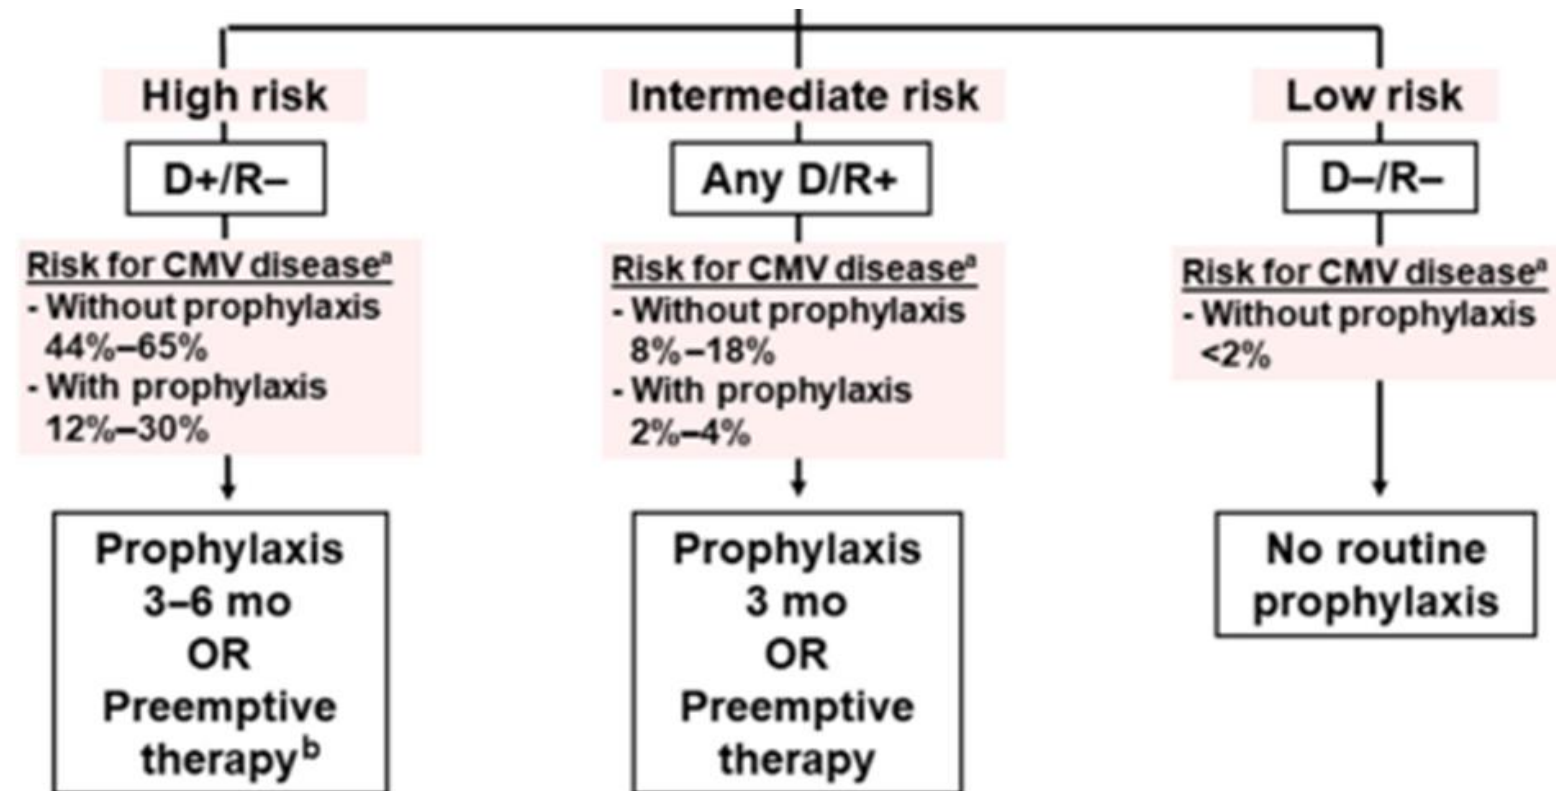 High risk
D+/R–
Risk for CMV diseaseᵃ
- Without prophylaxis
44%–65%
- With prophylaxis
12%–30%
Prophylaxis
3–6 mo
OR
Preemptive
therapyᵇ
Intermediate risk
Any D/R+
Risk for CMV diseaseᵃ
- Without prophylaxis
8%–18%
- With prophylaxis
2%–4%
Prophylaxis
3 mo
OR
Preemptive
therapy
Low risk
D–/R–
Risk for CMV diseaseᵃ
- Without prophylaxis
<2%
No routine
prophylaxis